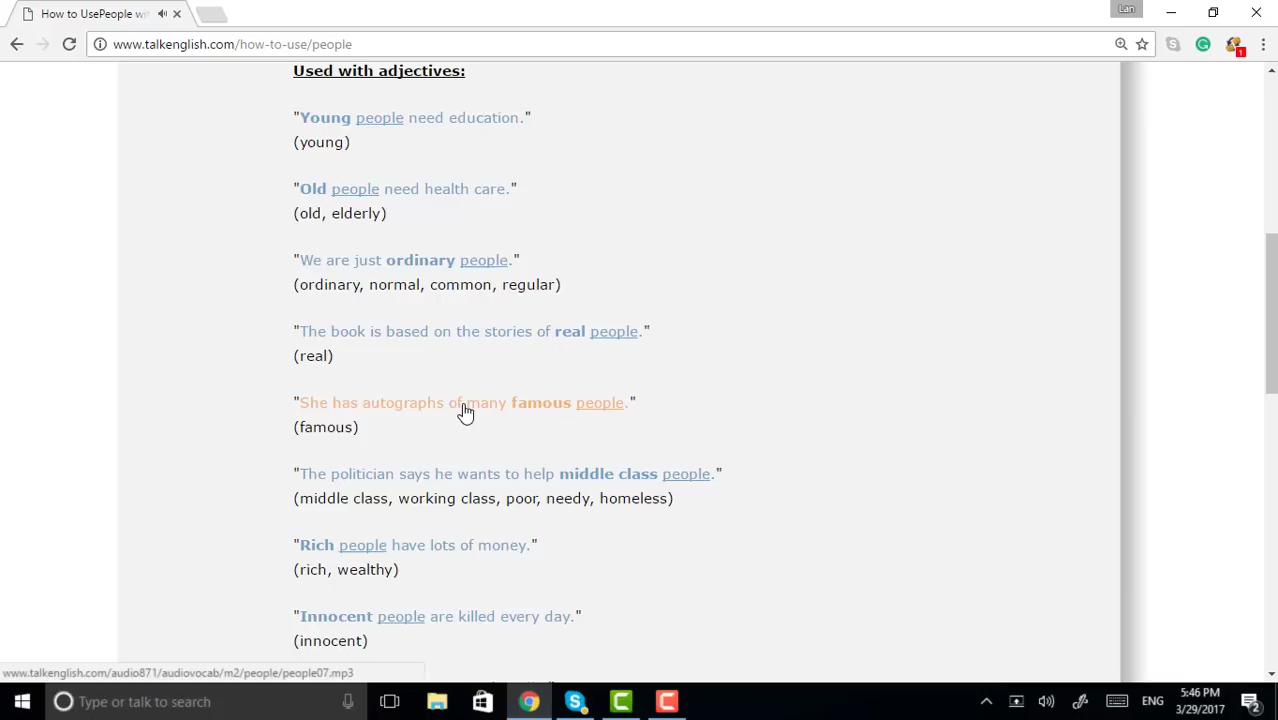 How to UsePeople wi
Lan
www.talkenglish.com/how-to-use/people
1
Used with adjectives:
"Young people need education."
(young)
"Old people need health care."
(old, elderly)
"We are just ordinary people."
(ordinary, normal, common, regular)
"The book is based on the stories of real people."
(real)
"She has autographs of many famous people."
(famous)
"The politician says he wants to help middle class people."
(middle class, working class, poor, needy, homeless)
"Rich people have lots of money."
(rich, wealthy)
"Innocent people are killed every day."
(innocent)
www.talkenglish.com/audio871/audiovocab/m2/people/people07.mp3
Type or talk to search
ENG
5:46 PM
3/29/2017
2